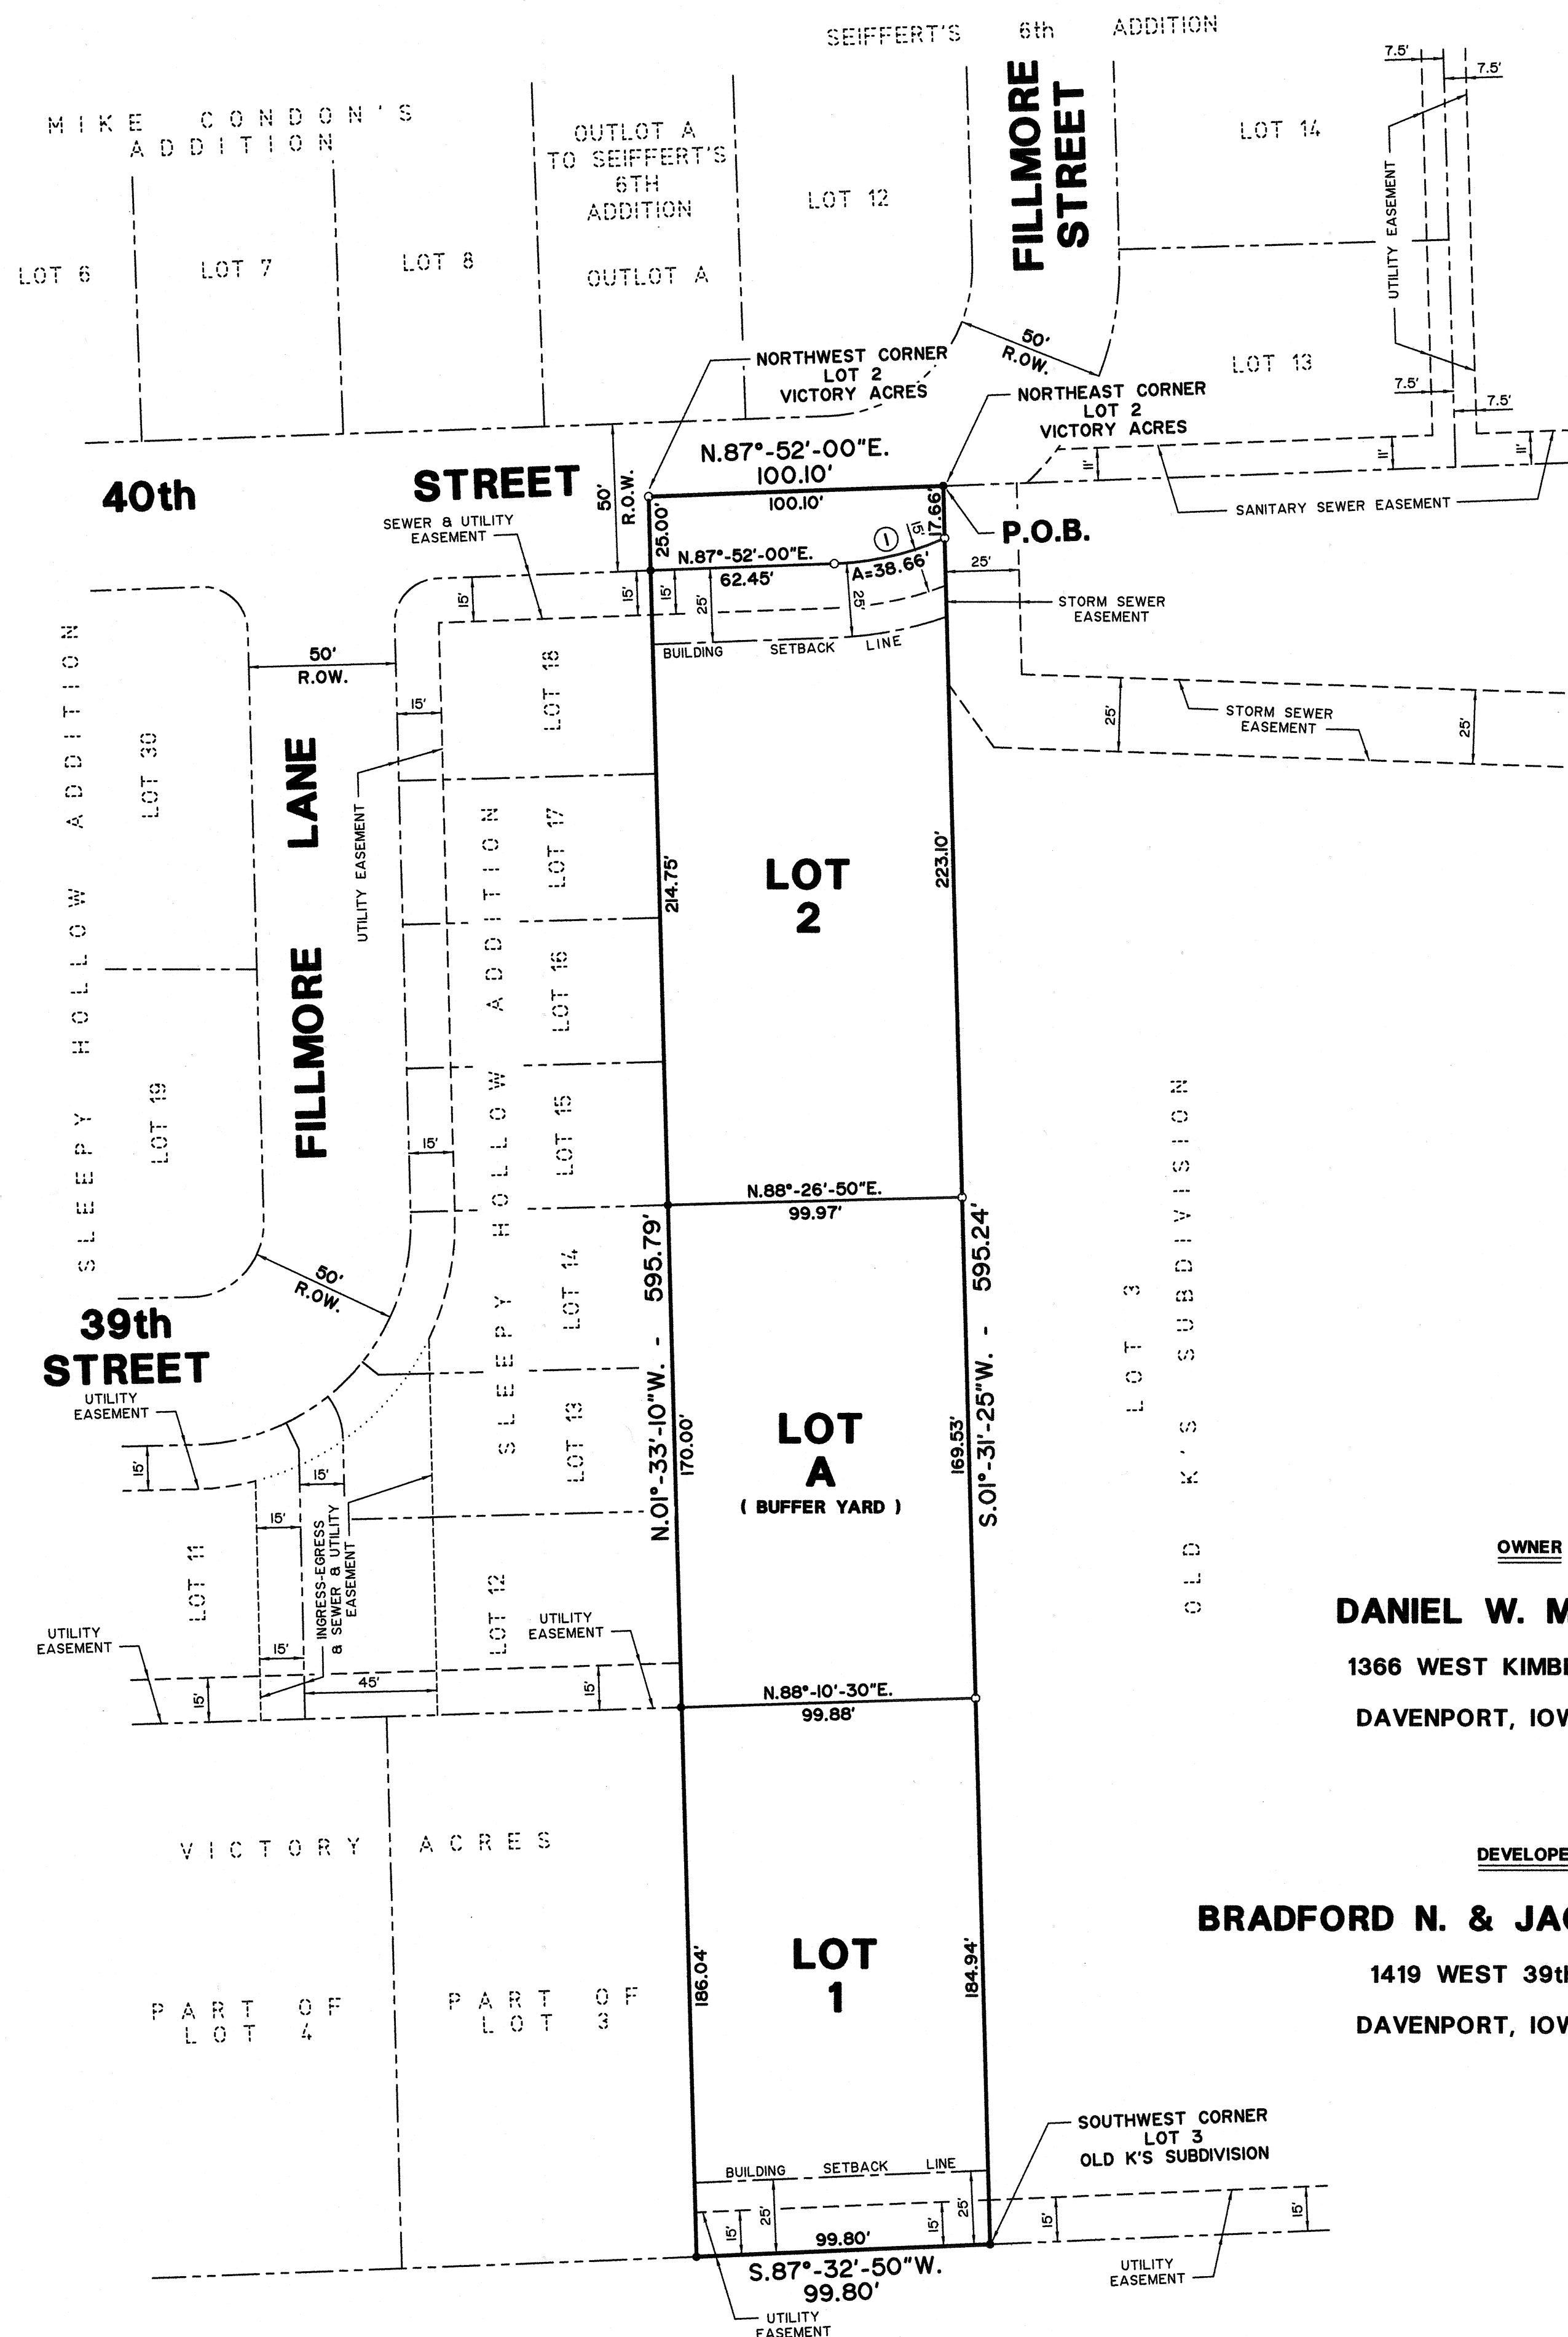 SEIFFERT'S 6th ADDITION
MIKE CONDON'S
ADDITION
LOT 6
LOT 7
LOT 8
OUTLOT A
TO SEIFFERT'S
6TH
ADDITION
OUTLOT A
LOT 12
FILLMORE
STREET
LOT 14
7.5'
7.5'
UTILITY EASEMENT
50'
R.OW.
LOT 13
7.5'
7.5'
NORTHWEST CORNER
LOT 2
VICTORY ACRES
NORTHEAST CORNER
LOT 2
VICTORY ACRES
11'
11'
11'
SANITARY SEWER EASEMENT
40th STREET
50'
R.O.W.
N.87°-52'-00"E.
100.10'
100.10'
25.00'
17.66'
P.O.B.
SEWER & UTILITY
EASEMENT
N.87°-52'-00"E.
62.45'
1
15'
A=38.66'
25'
15'
15'
15'
25'
25'
BUILDING SETBACK LINE
STORM SEWER
EASEMENT
25'
STORM SEWER
EASEMENT
25'
50'
R.OW.
15'
UTILITY EASEMENT
SLEEPY HOLLOW ADDITION
LOT 30
LOT 19
FILLMORE LANE
SLEEPY HOLLOW ADDITION
LOT 18
LOT 17
LOT 16
LOT 15
LOT 14
LOT 13
LOT 12
214.75'
LOT
2
223.10'
15'
N.88°-26'-50"E.
99.97'
50'
R.OW.
39th
STREET
UTILITY
EASEMENT
15'
15'
15'
N.01°-33'-10"W. - 595.79'
170.00'
LOT
A
( BUFFER YARD )
169.53'
S.01°-31'-25"W. - 595.24'
LOT 3
OLD K'S SUBDIVISION
LOT 11
INGRESS-EGRESS
& SEWER & UTILITY
EASEMENT
UTILITY
EASEMENT
15'
15'
45'
UTILITY
EASEMENT
15'
N.88°-10'-30"E.
99.88'
OWNER
DANIEL W. M
1366 WEST KIMB
DAVENPORT, IOW
VICTORY ACRES
PART OF
LOT 4
PART OF
LOT 3
186.04'
LOT
1
184.94'
DEVELOPE
BRADFORD N. & JA
1419 WEST 39th
DAVENPORT, IOW
SOUTHWEST CORNER
LOT 3
OLD K'S SUBDIVISION
BUILDING SETBACK LINE
15'
25'
15'
25'
15'
15'
99.80'
S.87°-32'-50"W.
99.80'
UTILITY
EASEMENT
UTILITY
EASEMENT